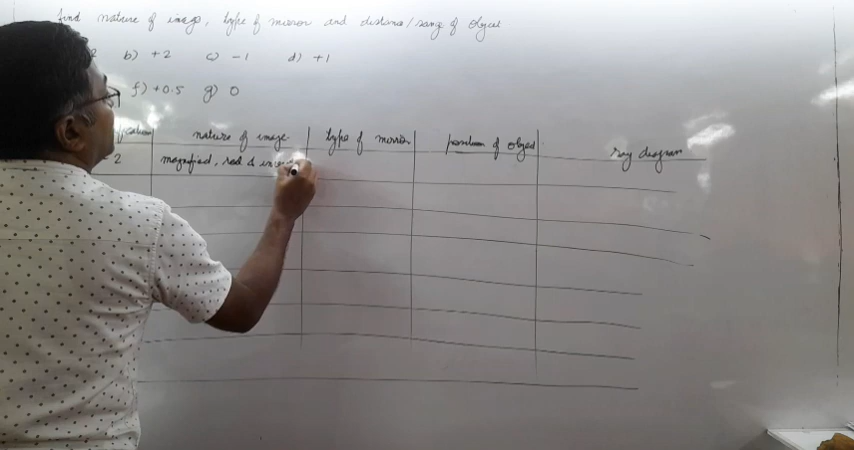 find nature of image, type of mirror and distance/range of object
2 b) +2 c) -1 d) +1
f) +0.5 g) 0
nature of image type of mirror position of object ray diagram
2 magnified, real &